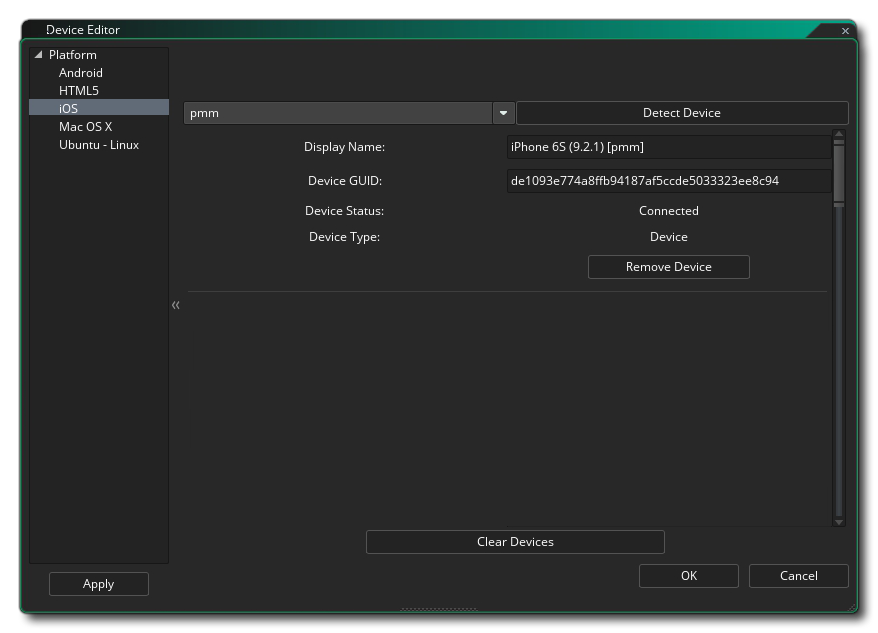 Device Editor
Platform
Android
HTML5
iOS
Mac OS X
Ubuntu - Linux
pmm
Detect Device
Display Name: iPhone 6S (9.2.1) [pmm]
Device GUID: de1093e774a8ffb94187af5ccde5033323ee8c94
Device Status: Connected
Device Type: Device
Remove Device
Clear Devices
Apply
OK
Cancel